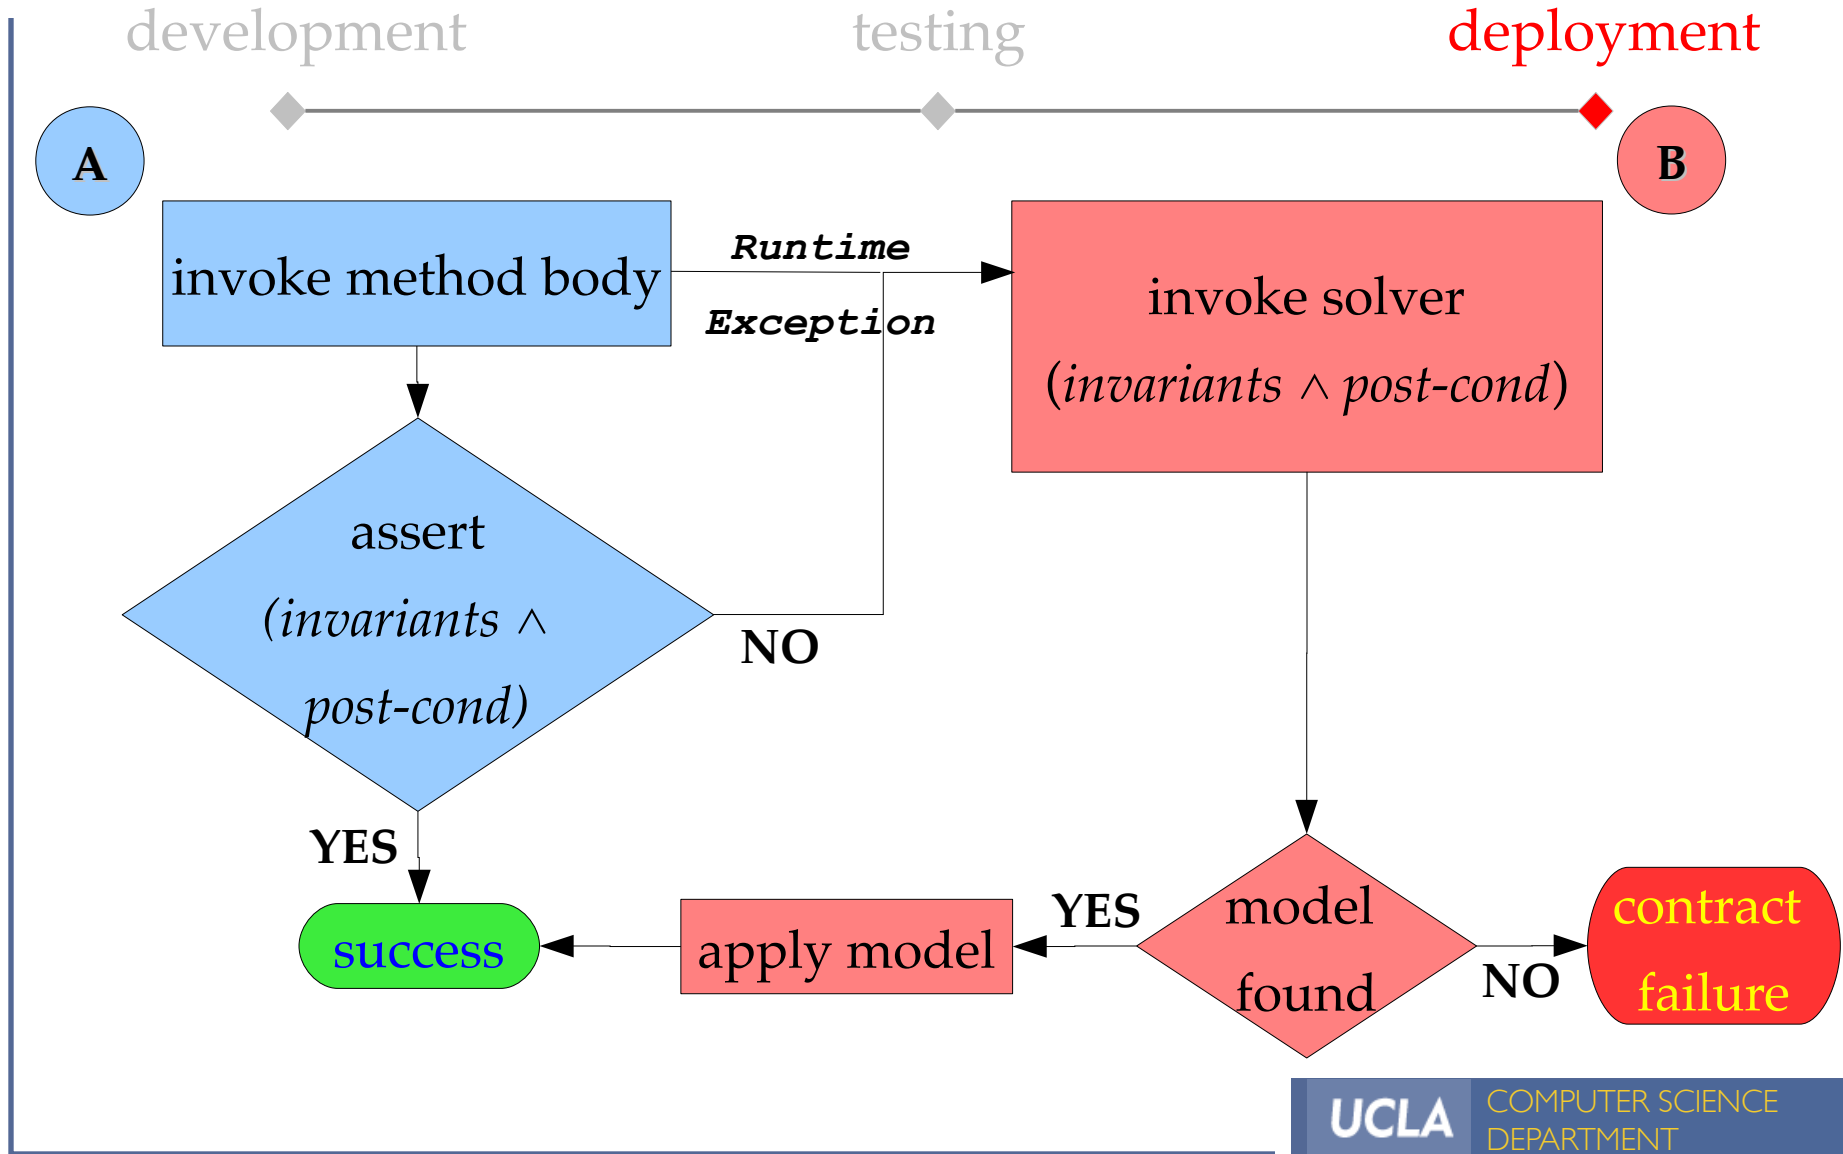 development
testing
deployment
A
B
invoke method body
Runtime
Exception
invoke solver
(invariants ∧ post-cond)
assert
(invariants ∧
post-cond)
NO
YES
success
apply model
YES
model
found
NO
contract
failure
UCLA
COMPUTER SCIENCE
DEPARTMENT